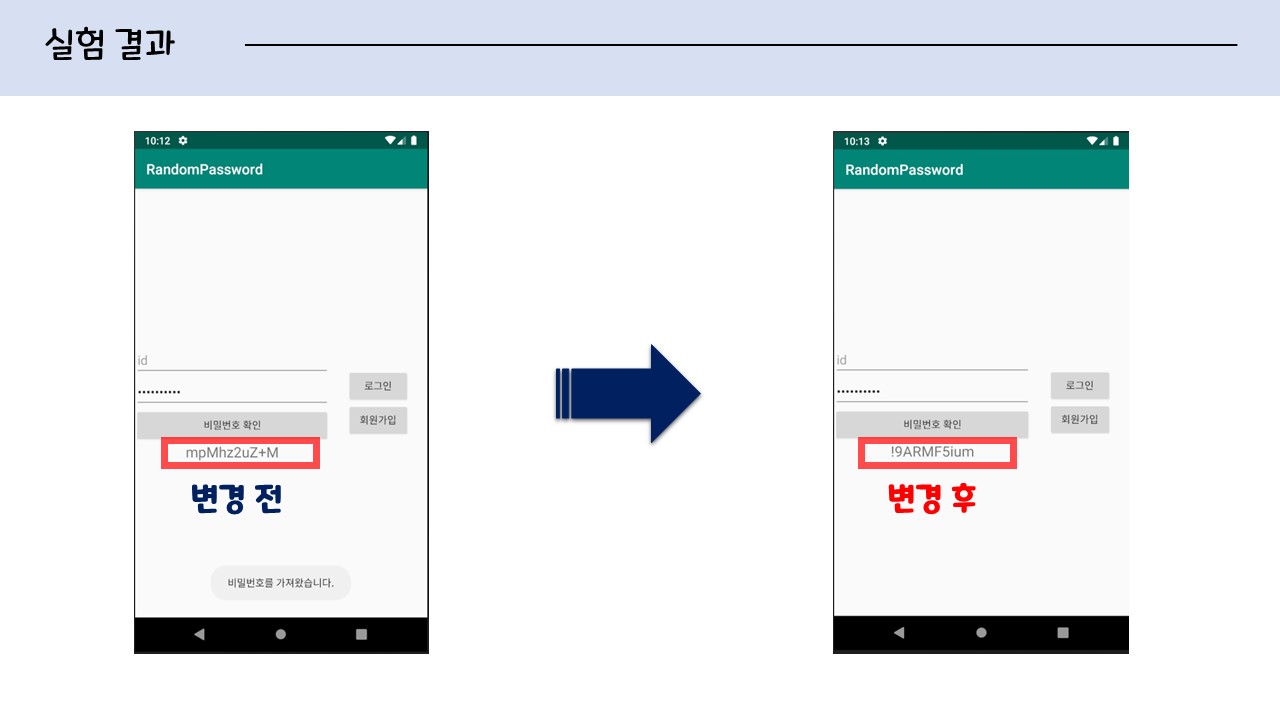 실험 결과
10:12
RandomPassword
id
••••••••••
로그인
비밀번호 확인
회원가입
mpMhz2uZ+M
변경 전
비밀번호를 가져왔습니다.
10:13
RandomPassword
id
••••••••••
로그인
비밀번호 확인
회원가입
!9ARMF5ium
변경 후